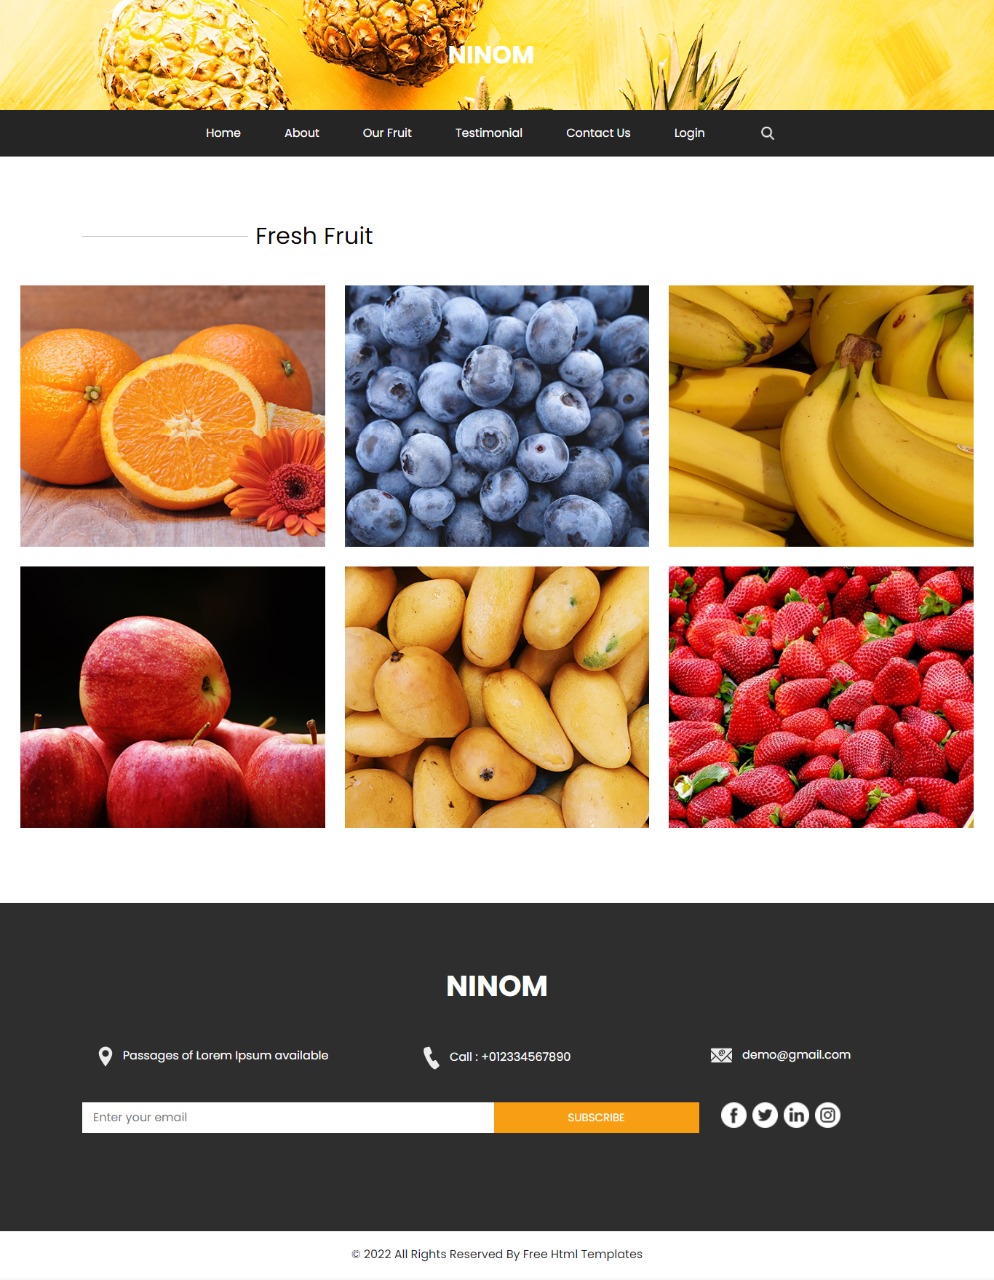 NINOM
Home About Our Fruit Testimonial Contact Us Login
Fresh Fruit
NINOM
Passages of Lorem Ipsum available
Call : +012334567890
demo@gmail.com
Enter your email
SUBSCRIBE
© 2022 All Rights Reserved By Free Html Templates